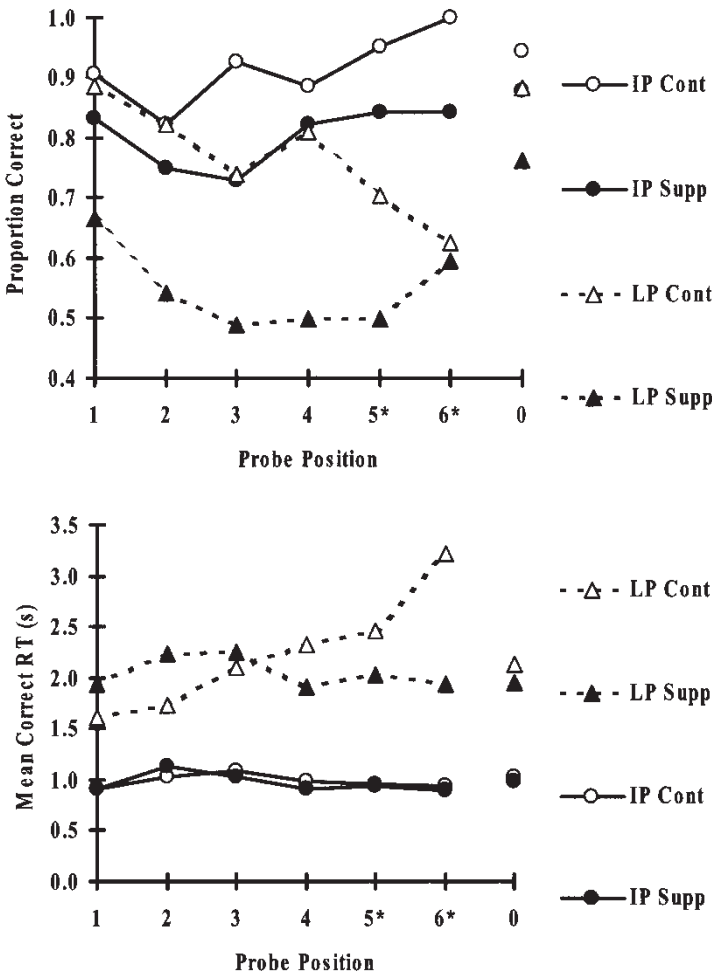 1.0
0.9
0.8
0.7
0.6
0.5
0.4
Proportion Correct
1 2 3 4 5* 6* 0
Probe Position
IP Cont
IP Supp
LP Cont
LP Supp
3.5
3.0
2.5
2.0
1.5
1.0
0.5
0.0
Mean Correct RT (s)
1 2 3 4 5* 6* 0
Probe Position
LP Cont
LP Supp
IP Cont
IP Supp